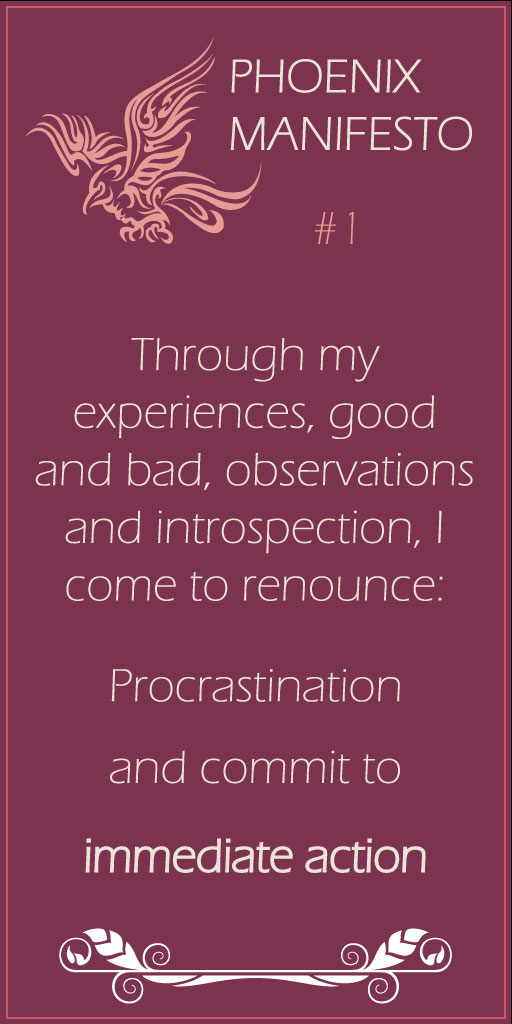 PHOENIX
MANIFESTO
# 1
Through my
experiences, good
and bad, observations
and introspection, I
come to renounce:
Procrastination
and commit to
immediate action